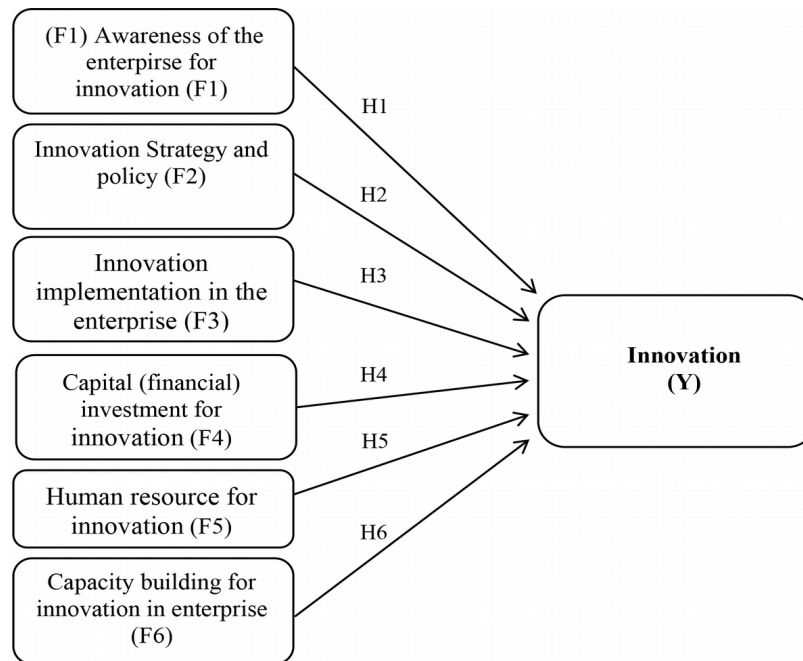 (F1) Awareness of the
enterpirse for
innovation (F1)
H1
Innovation Strategy and
policy (F2)
H2
Innovation
implementation in the
enterprise (F3)
H3
Capital (financial)
investment for
innovation (F4)
H4
Human resource for
innovation (F5)
H5
Capacity building for
innovation in enterprise
(F6)
H6
Innovation
(Y)